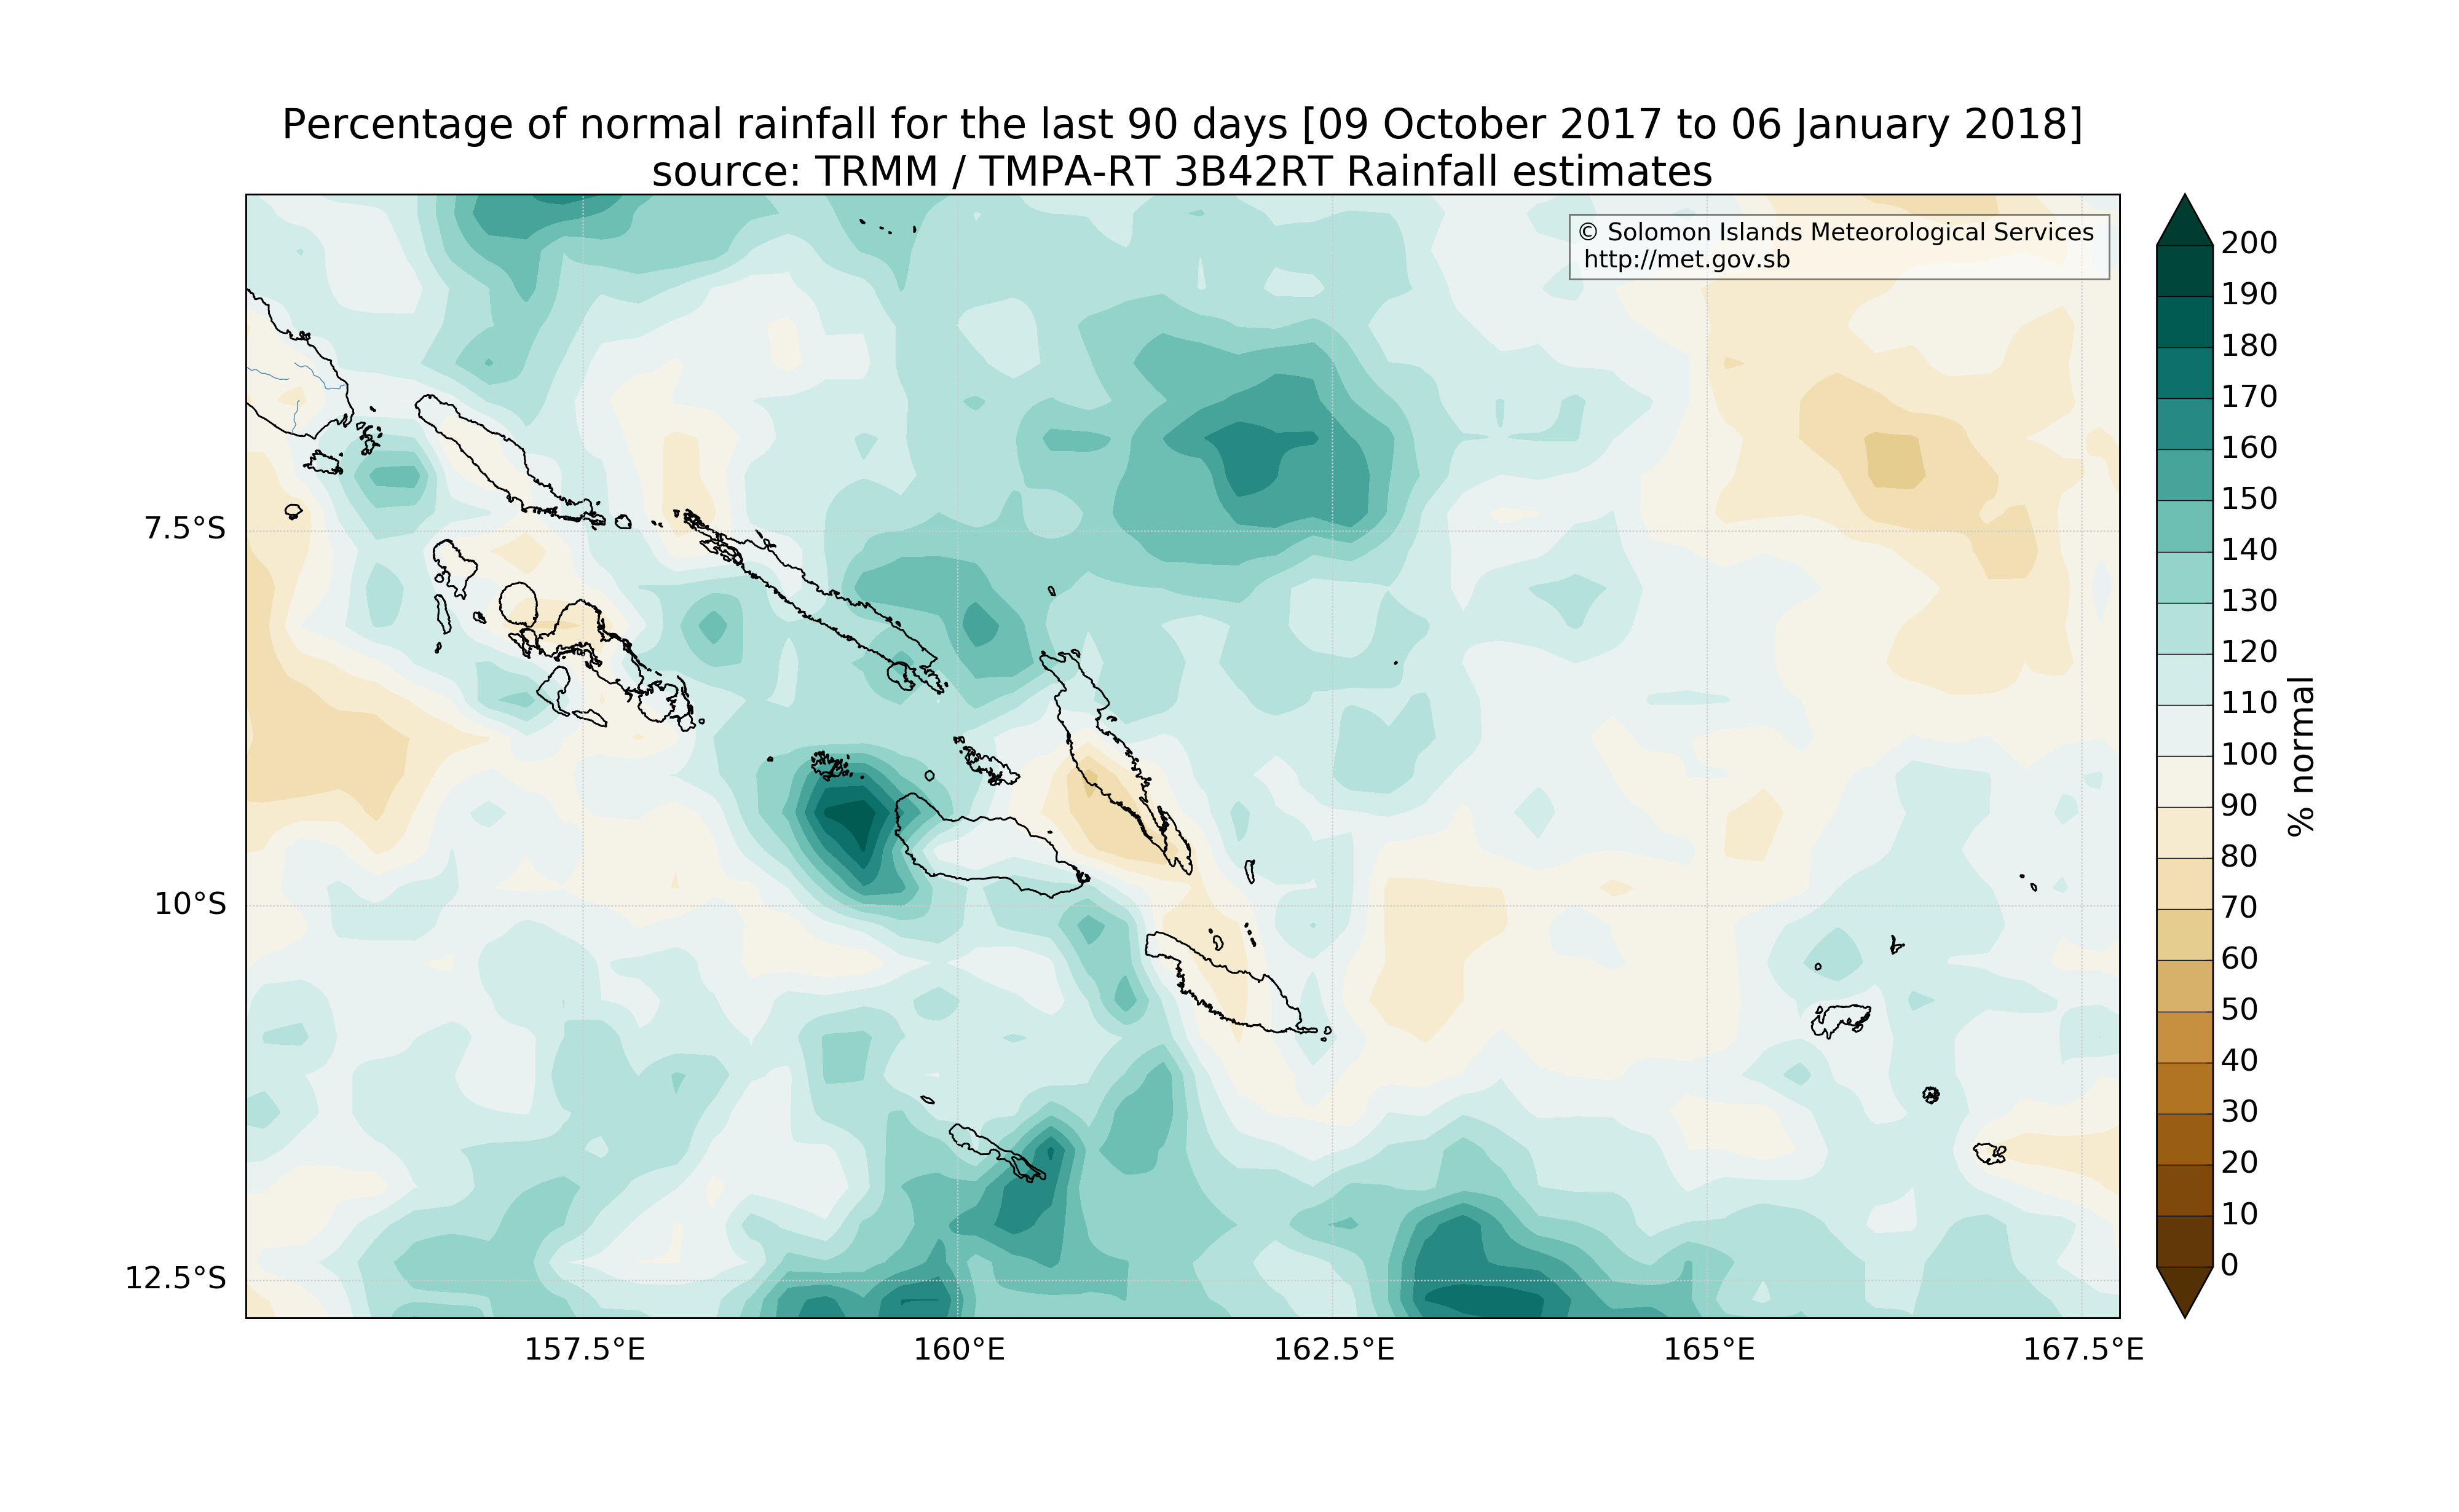 Percentage of normal rainfall for the last 90 days [09 October 2017 to 06 January 2018]
source: TRMM / TMPA-RT 3B42RT Rainfall estimates
© Solomon Islands Meteorological Services
http://met.gov.sb
7.5°S
10°S
12.5°S
157.5°E
160°E
162.5°E
165°E
167.5°E
200
190
180
170
160
150
140
130
120
110
100
90
80
70
60
50
40
30
20
10
0
% normal